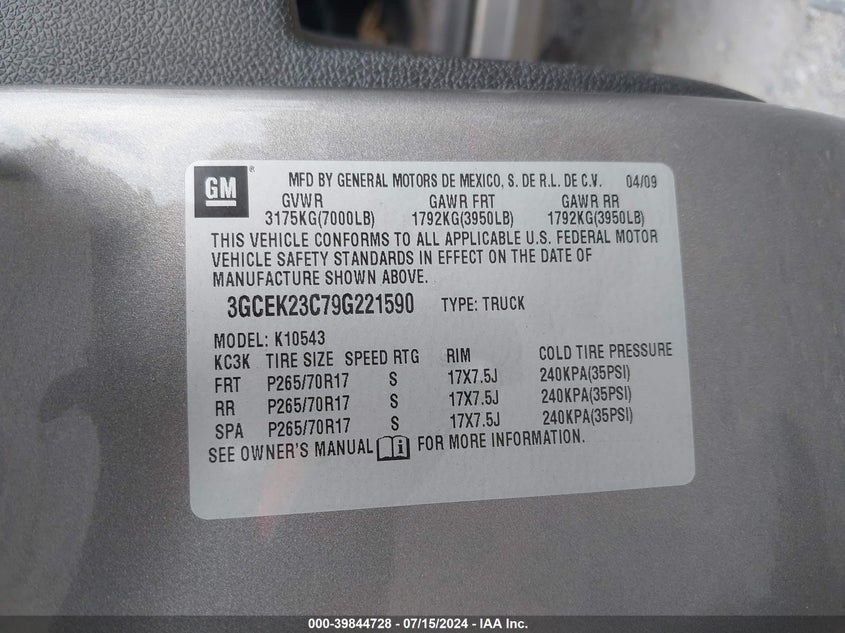 GM ® MFD BY GENERAL MOTORS DE MEXICO, S. DE R.L. DE C.V. 04/09
GVWR GAWR FRT GAWR RR
3175KG(7000LB) 1792KG(3950LB) 1792KG(3950LB)
THIS VEHICLE CONFORMS TO ALL APPLICABLE U.S. FEDERAL MOTOR
VEHICLE SAFETY STANDARDS IN EFFECT ON THE DATE OF
MANUFACTURE SHOWN ABOVE.
3GCEK23C79G221590 TYPE: TRUCK
MODEL: K10543
KC3K TIRE SIZE SPEED RTG RIM COLD TIRE PRESSURE
FRT P265/70R17 S 17X7.5J 240KPA(35PSI)
RR P265/70R17 S 17X7.5J 240KPA(35PSI)
SPA P265/70R17 S 17X7.5J 240KPA(35PSI)
SEE OWNER'S MANUAL i FOR MORE INFORMATION.
000-39844728 - 07/15/2024 - IAA Inc.